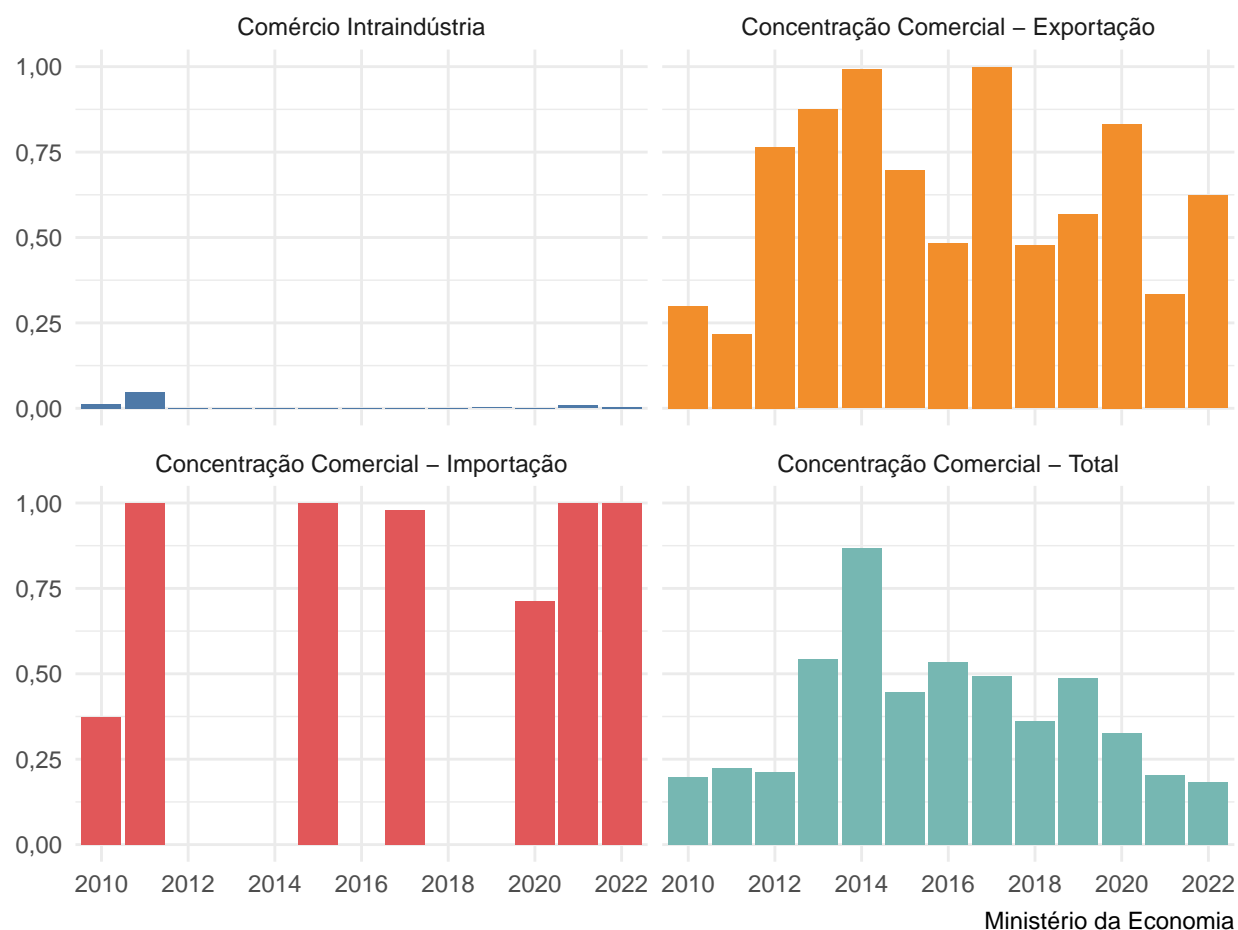 Comércio Intraindústria
Concentração Comercial – Exportação
1,00
0,75
0,50
0,25
0,00
Concentração Comercial – Importação
Concentração Comercial – Total
1,00
0,75
0,50
0,25
0,00
2010 2012 2014 2016 2018 2020 2022
2010 2012 2014 2016 2018 2020 2022
Ministério da Economia